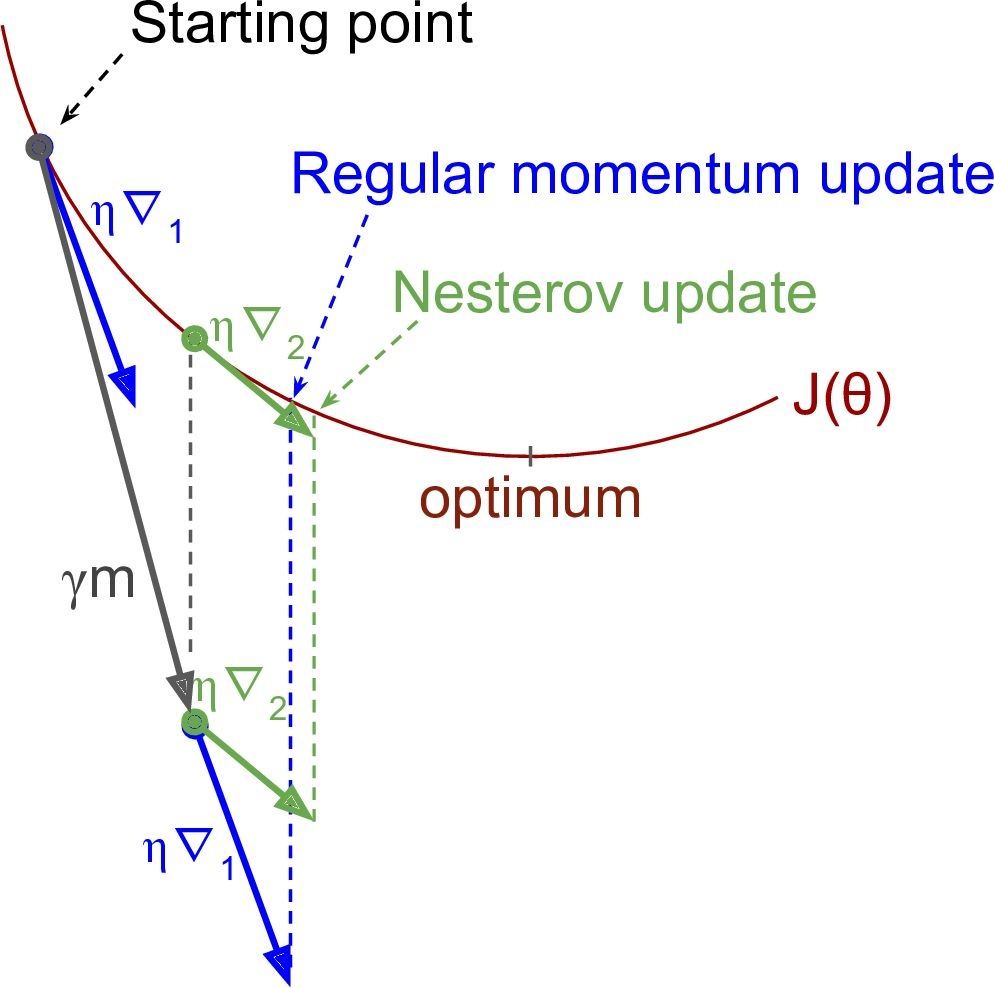 Starting point
Regular momentum update
η∇1
Nesterov update
η∇2
J(θ)
optimum
γm
η∇2
η∇1